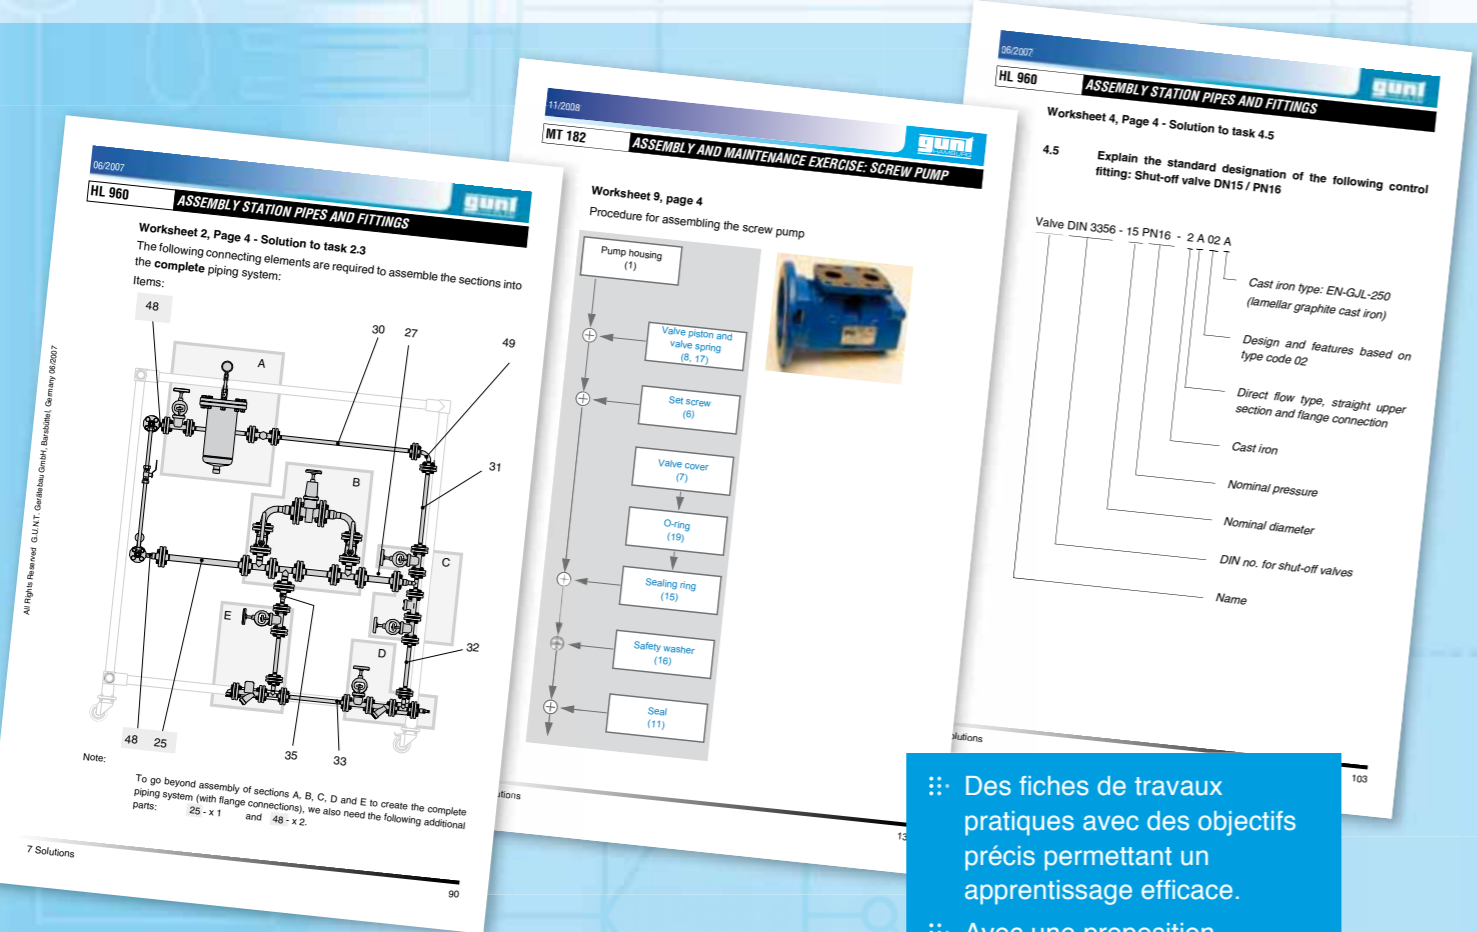 06/2007
HL 960
ASSEMBLY STATION PIPES AND FITTINGS
gunt
Worksheet 2, Page 4 - Solution to task 2.3
The following connecting elements are required to assemble the sections into
the complete piping system:
Items:
48
30
27
49
A
31
B
C
E
D
32
48
25
35
33
All Rights Reserved G.U.N.T. Gerätebau GmbH, Barsbüttel, Germany 06/2007
Note:
To go beyond assembly of sections A, B, C, D and E to create the complete
piping system (with flange connections), we also need the following additional
parts: 25 - x 1 and 48 - x 2.
7 Solutions
90
11/2008
MT 182
ASSEMBLY AND MAINTENANCE EXERCISE: SCREW PUMP
gunt
HAMBURG
Worksheet 9, page 4
Procedure for assembling the screw pump
Pump housing
(1)
Valve piston and
valve spring
(8, 17)
Set screw
(6)
Valve cover
(7)
O-ring
(19)
Sealing ring
(15)
Safety washer
(16)
Seal
(11)
06/2007
HL 960
ASSEMBLY STATION PIPES AND FITTINGS
gunt
Worksheet 4, Page 4 - Solution to task 4.5
4.5 Explain the standard designation of the following control
fitting: Shut-off valve DN15 / PN16
Valve DIN 3356 - 15 PN16 - 2 A 02 A
Cast iron type: EN-GJL-250
(lamellar graphite cast iron)
Design and features based on
type code 02
Direct flow type, straight upper
section and flange connection
Cast iron
Nominal pressure
Nominal diameter
DIN no. for shut-off valves
Name
103
Des fiches de travaux
pratiques avec des objectifs
précis permettant un
apprentissage efficace.
Avec une proposition